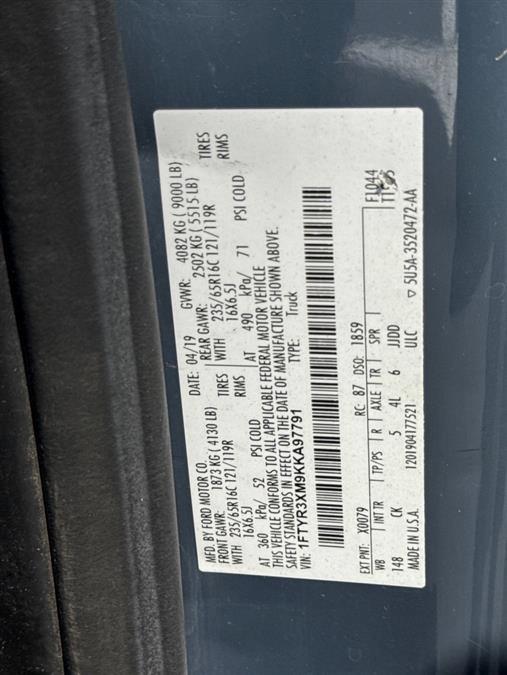 MFD. BY FORD MOTOR CO.
DATE: 04/19 GVWR: 4082 KG ( 9000 LB)
FRONT GAWR: 1873 KG ( 4130 LB) REAR GAWR: 2502 KG ( 5515 LB)
WITH 235/65R16C 121/119R TIRES WITH 235/65R16C 121/119R TIRES
16X6.5J RIMS 16X6.5J RIMS
AT 360 kPa/ 52 PSI COLD AT 490 kPa/ 71 PSI COLD
THIS VEHICLE CONFORMS TO ALL APPLICABLE FEDERAL MOTOR VEHICLE
SAFETY STANDARDS IN EFFECT ON THE DATE OF MANUFACTURE SHOWN ABOVE.
VIN: 1FTYR3XM9KKA97791 TYPE: Truck
EXT PNT: X0079 RC: 87 DSO: 1859 F1044
WB INT TR TP/PS R AXLE TR SPR
148 CK 5 4L 6 JJDD
MADE IN U.S.A. 1201904177521 ULC ▽ 5U5A-3520472-AA